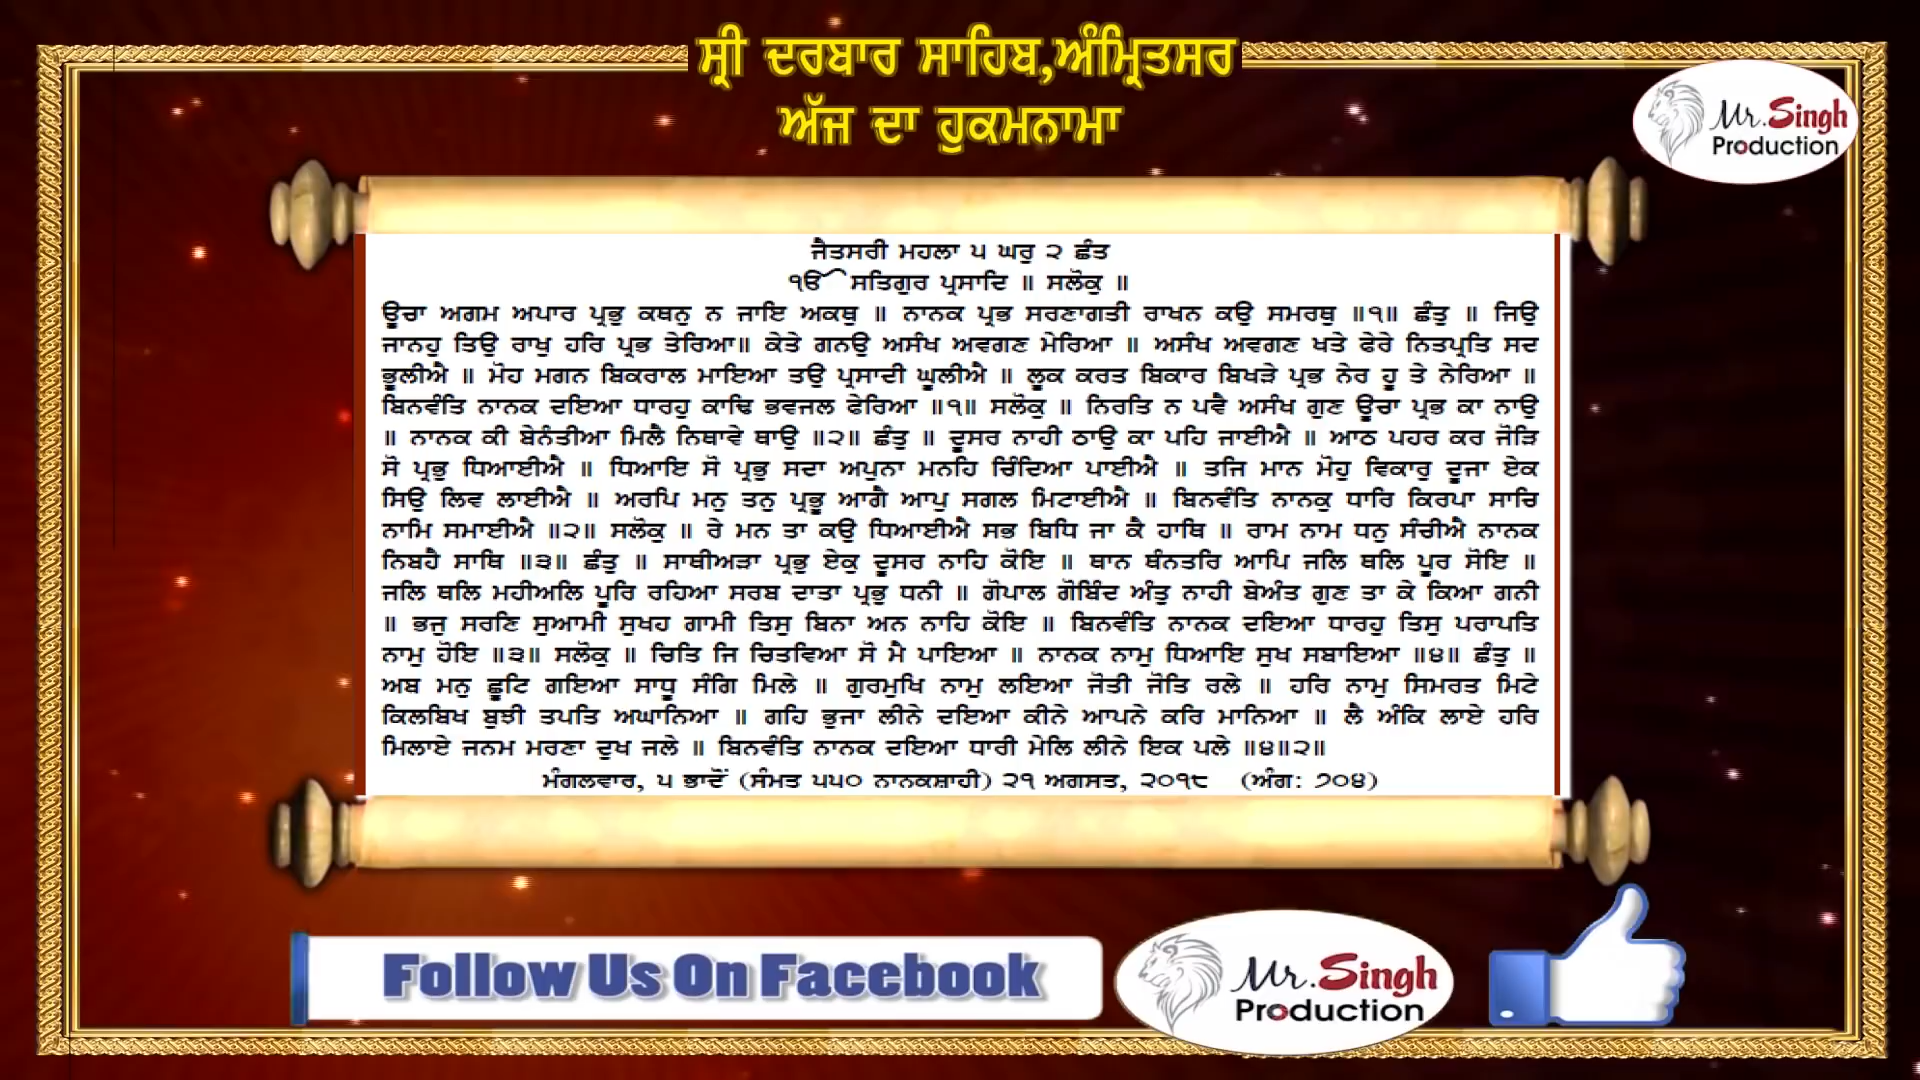 ਸ੍ਰੀ ਦਰਬਾਰ ਸਾਹਿਬ,ਅੰਮ੍ਰਿਤਸਰ
ਅੱਜ ਦਾ ਹੁਕਮਨਾਮਾ
Mr.Singh
Production
ਜੈਤਸਰੀ ਮਹਲਾ ੫ ਘਰੁ ੨ ਛੰਤ
ੴ ਸਤਿਗੁਰ ਪ੍ਰਸਾਦਿ ॥ ਸਲੋਕੁ ॥
ਊਚਾ ਅਗਮ ਅਪਾਰ ਪ੍ਰਭੁ ਕਥਨੁ ਨ ਜਾਇ ਅਕਥੁ ॥ ਨਾਨਕ ਪ੍ਰਭ ਸਰਣਾਗਤੀ ਰਾਖਨ ਕਉ ਸਮਰਥੁ ॥੧॥ ਛੰਤੁ ॥ ਜਿਉ
ਜਾਨਹੁ ਤਿਉ ਰਾਖੁ ਹਰਿ ਪ੍ਰਭ ਤੇਰਿਆ॥ ਕੇਤੇ ਗਨਉ ਅਸੰਖ ਅਵਗਣ ਮੇਰਿਆ ॥ ਅਸੰਖ ਅਵਗਣ ਖਤੇ ਫੇਰੇ ਨਿਤਪ੍ਰਤਿ ਸਦ
ਭੂਲੀਐ ॥ ਮੋਹ ਮਗਨ ਬਿਕਰਾਲ ਮਾਇਆ ਤਉ ਪ੍ਰਸਾਦੀ ਘੂਲੀਐ ॥ ਲੂਕ ਕਰਤ ਬਿਕਾਰ ਬਿਖੜੇ ਪ੍ਰਭ ਨੇਰ ਹੂ ਤੇ ਨੇਰਿਆ ॥
ਬਿਨਵੰਤਿ ਨਾਨਕ ਦਇਆ ਧਾਰਹੁ ਕਾਢਿ ਭਵਜਲ ਫੇਰਿਆ ॥੧॥ ਸਲੋਕੁ ॥ ਨਿਰਤਿ ਨ ਪਵੈ ਅਸੰਖ ਗੁਣ ਊਚਾ ਪ੍ਰਭ ਕਾ ਨਾਉ
॥ ਨਾਨਕ ਕੀ ਬੇਨੰਤੀਆ ਮਿਲੈ ਨਿਥਾਵੇ ਥਾਉ ॥੨॥ ਛੰਤੁ ॥ ਦੂਸਰ ਨਾਹੀ ਠਾਉ ਕਾ ਪਹਿ ਜਾਈਐ ॥ ਆਠ ਪਹਰ ਕਰ ਜੋੜਿ
ਸੋ ਪ੍ਰਭੁ ਧਿਆਈਐ ॥ ਧਿਆਇ ਸੋ ਪ੍ਰਭੁ ਸਦਾ ਅਪੁਨਾ ਮਨਹਿ ਚਿੰਦਿਆ ਪਾਈਐ ॥ ਤਜਿ ਮਾਨ ਮੋਹੁ ਵਿਕਾਰੁ ਦੂਜਾ ਏਕ
ਸਿਉ ਲਿਵ ਲਾਈਐ ॥ ਅਰਪਿ ਮਨੁ ਤਨੁ ਪ੍ਰਭੂ ਆਗੈ ਆਪੁ ਸਗਲ ਮਿਟਾਈਐ ॥ ਬਿਨਵੰਤਿ ਨਾਨਕੁ ਧਾਰਿ ਕਿਰਪਾ ਸਾਚਿ
ਨਾਮਿ ਸਮਾਈਐ ॥੨॥ ਸਲੋਕੁ ॥ ਰੇ ਮਨ ਤਾ ਕਉ ਧਿਆਈਐ ਸਭ ਬਿਧਿ ਜਾ ਕੈ ਹਾਥਿ ॥ ਰਾਮ ਨਾਮ ਧਨੁ ਸੰਚੀਐ ਨਾਨਕ
ਨਿਬਹੈ ਸਾਥਿ ॥੩॥ ਛੰਤੁ ॥ ਸਾਥੀਅੜਾ ਪ੍ਰਭੁ ਏਕੁ ਦੂਸਰ ਨਾਹਿ ਕੋਇ ॥ ਥਾਨ ਥੰਨਤਰਿ ਆਪਿ ਜਲਿ ਥਲਿ ਪੂਰ ਸੋਇ ॥
ਜਲਿ ਥਲਿ ਮਹੀਅਲਿ ਪੂਰਿ ਰਹਿਆ ਸਰਬ ਦਾਤਾ ਪ੍ਰਭੁ ਧਨੀ ॥ ਗੋਪਾਲ ਗੋਬਿੰਦ ਅੰਤੁ ਨਾਹੀ ਬੇਅੰਤ ਗੁਣ ਤਾ ਕੇ ਕਿਆ ਗਨੀ
॥ ਭਜੁ ਸਰਣਿ ਸੁਆਮੀ ਸੁਖਹ ਗਾਮੀ ਤਿਸੁ ਬਿਨਾ ਅਨ ਨਾਹਿ ਕੋਇ ॥ ਬਿਨਵੰਤਿ ਨਾਨਕ ਦਇਆ ਧਾਰਹੁ ਤਿਸੁ ਪਰਾਪਤਿ
ਨਾਮੁ ਹੋਇ ॥੩॥ ਸਲੋਕੁ ॥ ਚਿਤਿ ਜਿ ਚਿਤਵਿਆ ਸੋ ਮੈ ਪਾਇਆ ॥ ਨਾਨਕ ਨਾਮੁ ਧਿਆਇ ਸੁਖ ਸਬਾਇਆ ॥੪॥ ਛੰਤੁ ॥
ਅਬ ਮਨੁ ਛੂਟਿ ਗਇਆ ਸਾਧੂ ਸੰਗਿ ਮਿਲੇ ॥ ਗੁਰਮੁਖਿ ਨਾਮੁ ਲਇਆ ਜੋਤੀ ਜੋਤਿ ਰਲੇ ॥ ਹਰਿ ਨਾਮੁ ਸਿਮਰਤ ਮਿਟੇ
ਕਿਲਬਿਖ ਬੁਝੀ ਤਪਤਿ ਅਘਾਨਿਆ ॥ ਗਹਿ ਭੁਜਾ ਲੀਨੇ ਦਇਆ ਕੀਨੇ ਆਪਨੇ ਕਰਿ ਮਾਨਿਆ ॥ ਲੈ ਅੰਕਿ ਲਾਏ ਹਰਿ
ਮਿਲਾਏ ਜਨਮ ਮਰਣਾ ਦੁਖ ਜਲੇ ॥ ਬਿਨਵੰਤਿ ਨਾਨਕ ਦਇਆ ਧਾਰੀ ਮੇਲਿ ਲੀਨੇ ਇਕ ਪਲੇ ॥੪॥੨॥
ਮੰਗਲਵਾਰ, ੫ ਭਾਦੋਂ (ਸੰਮਤ ੫੫੦ ਨਾਨਕਸ਼ਾਹੀ) ੨੧ ਅਗਸਤ, ੨੦੧੮ (ਅੰਗ: ੭੦੪)
Follow Us On Facebook
Mr.Singh
Production